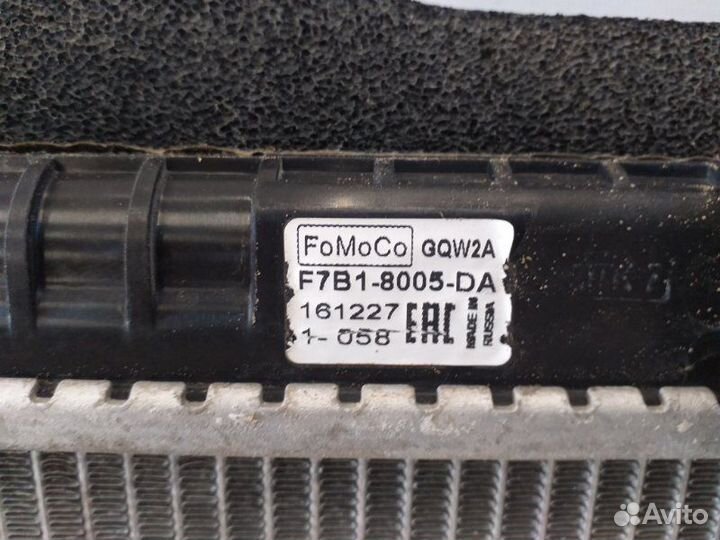 FoMoCo GQW2A
F7B1-8005-DA
161227
1-058
EAC
MADE IN
RUSSIA
Avito